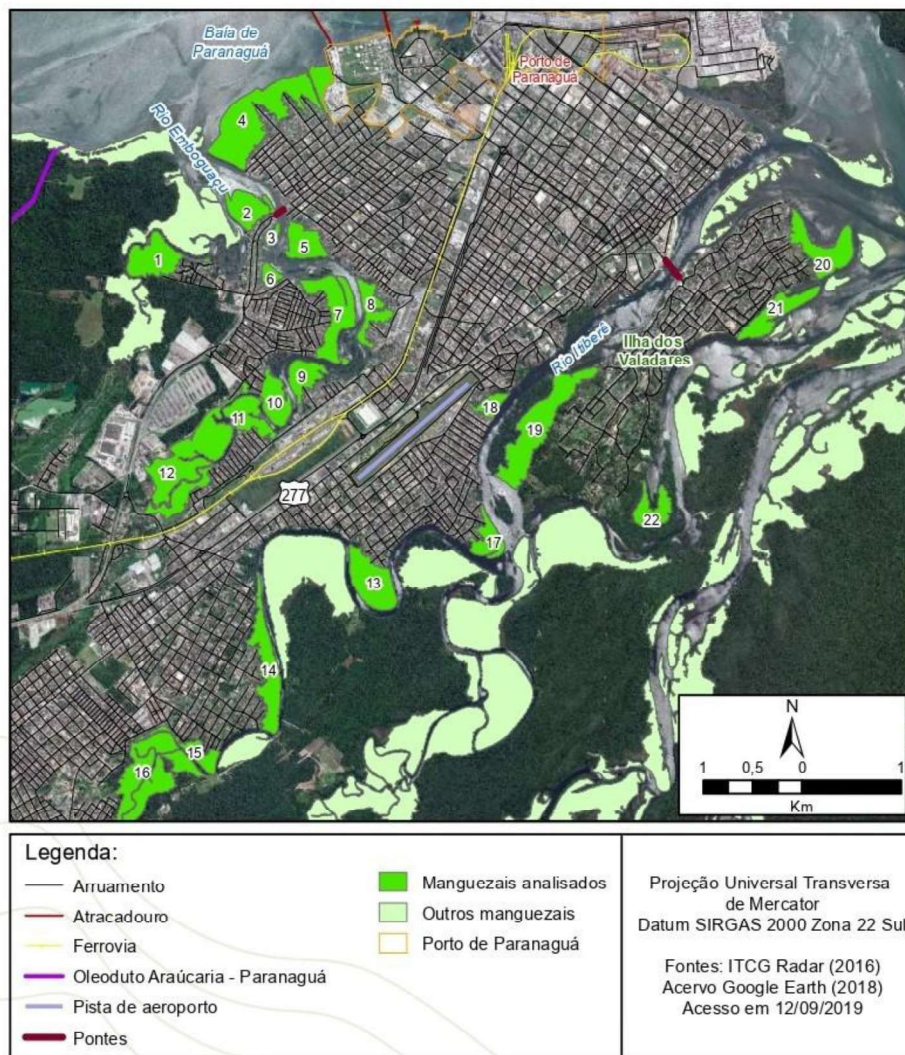 Baía de
Paranaguá
Porto de
Paranaguá
Rio Emboguaçu
4
2
3
5
1
6
7
8
20
21
Rio Itiberê
Ilha dos
Valadares
9
10
11
18
19
12
277
22
17
13
14
15
16
N
1 0,5 0 1
Km
Legenda:
Arruamento
Atracadouro
Ferrovia
Oleoduto Araúcaria - Paranaguá
Pista de aeroporto
Pontes
Manguezais analisados
Outros manguezais
Porto de Paranaguá
Projeção Universal Transversa
de Mercator
Datum SIRGAS 2000 Zona 22 Sul
Fontes: ITCG Radar (2016)
Acervo Google Earth (2018)
Acesso em 12/09/2019